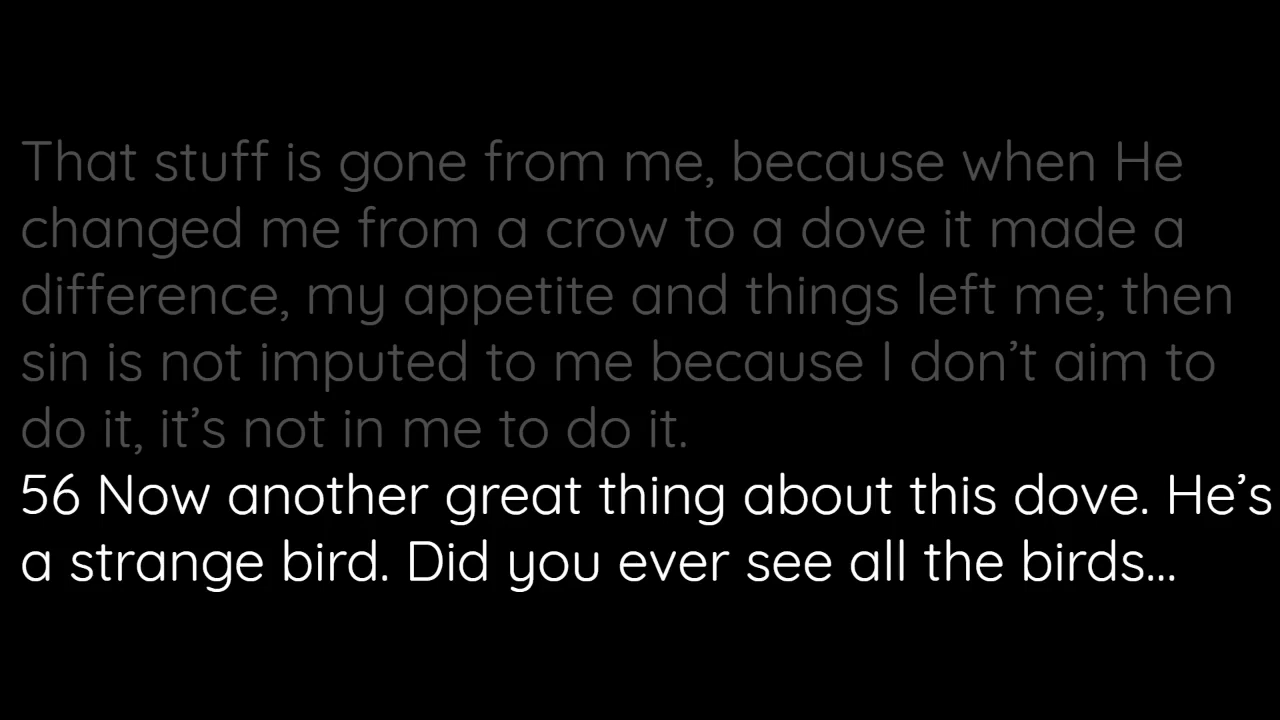 That stuff is gone from me, because when He
changed me from a crow to a dove it made a
difference, my appetite and things left me; then
sin is not imputed to me because I don’t aim to
do it, it’s not in me to do it.
56 Now another great thing about this dove. He’s
a strange bird. Did you ever see all the birds...